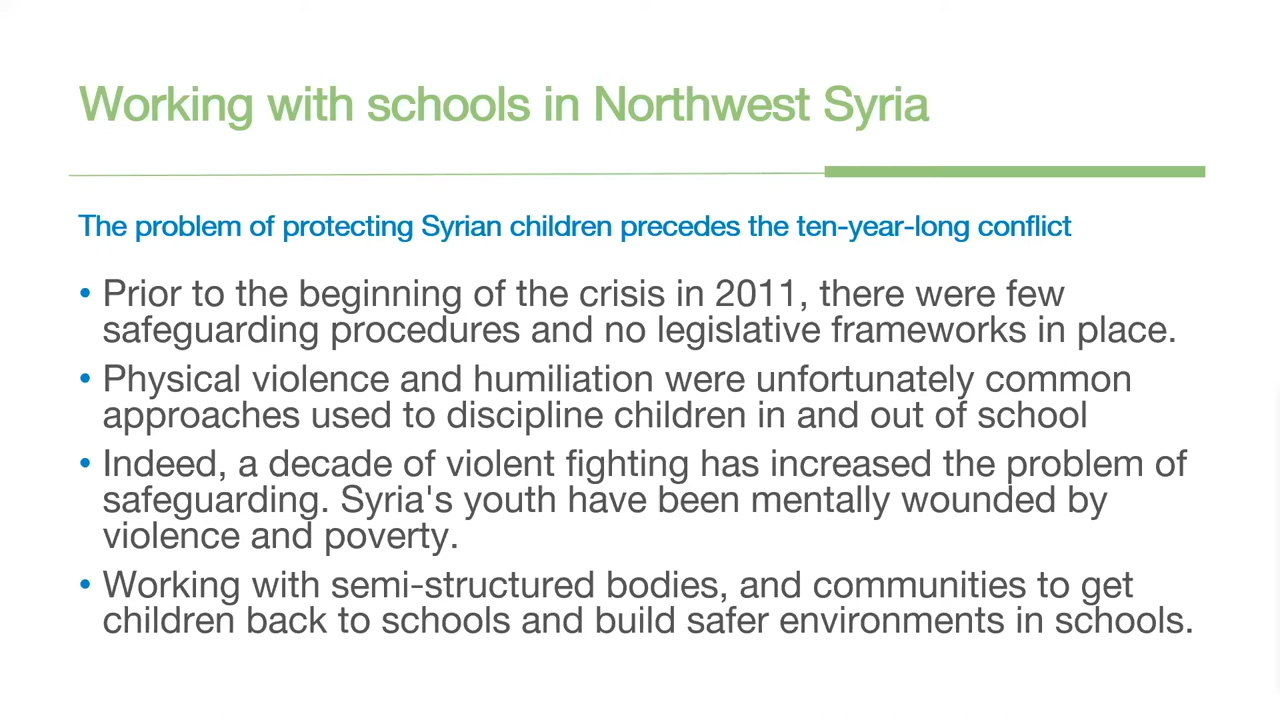 Working with schools in Northwest Syria
The problem of protecting Syrian children precedes the ten-year-long conflict
• Prior to the beginning of the crisis in 2011, there were few
safeguarding procedures and no legislative frameworks in place.
• Physical violence and humiliation were unfortunately common
approaches used to discipline children in and out of school
• Indeed, a decade of violent fighting has increased the problem of
safeguarding. Syria's youth have been mentally wounded by
violence and poverty.
• Working with semi-structured bodies, and communities to get
children back to schools and build safer environments in schools.